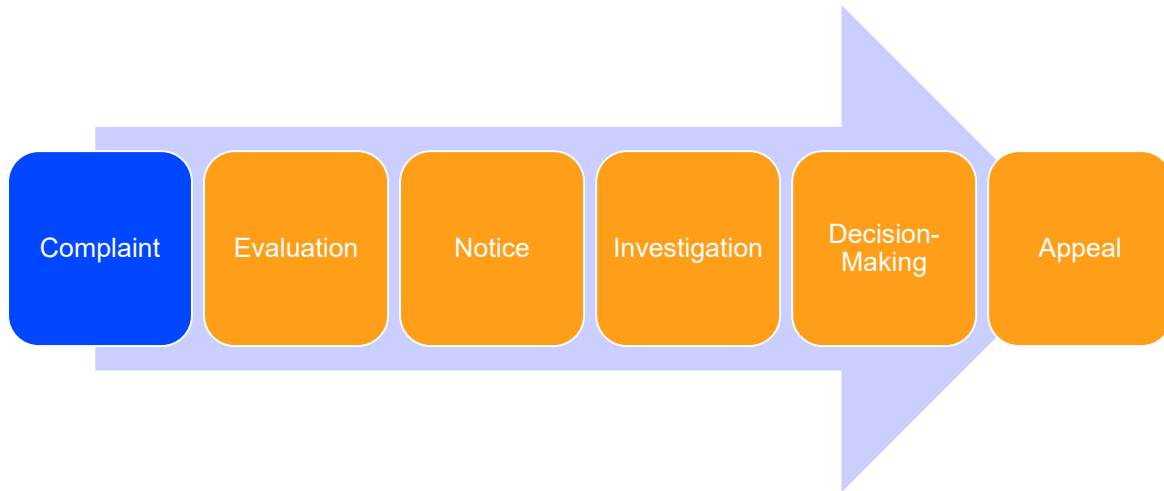 Complaint
Evaluation
Notice
Investigation
Decision-
Making
Appeal